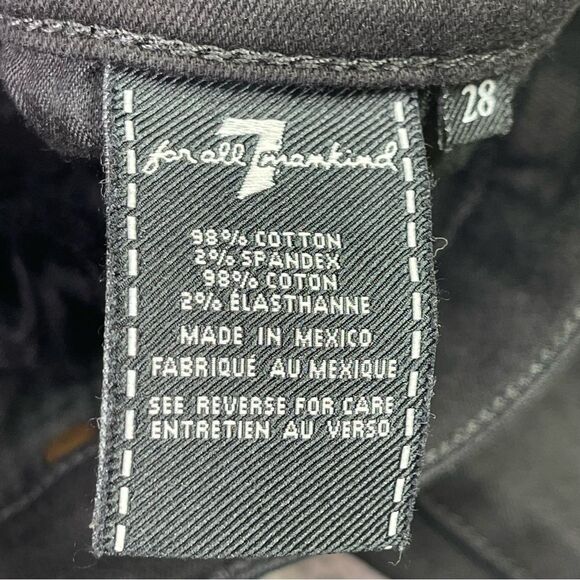 28
7
for all mankind
98% COTTON
2% SPANDEX
98% COTON
2% ÉLASTHANNE
MADE IN MEXICO
FABRIQUÉ AU MEXIQUE
SEE REVERSE FOR CARE
ENTRETIEN AU VERSO